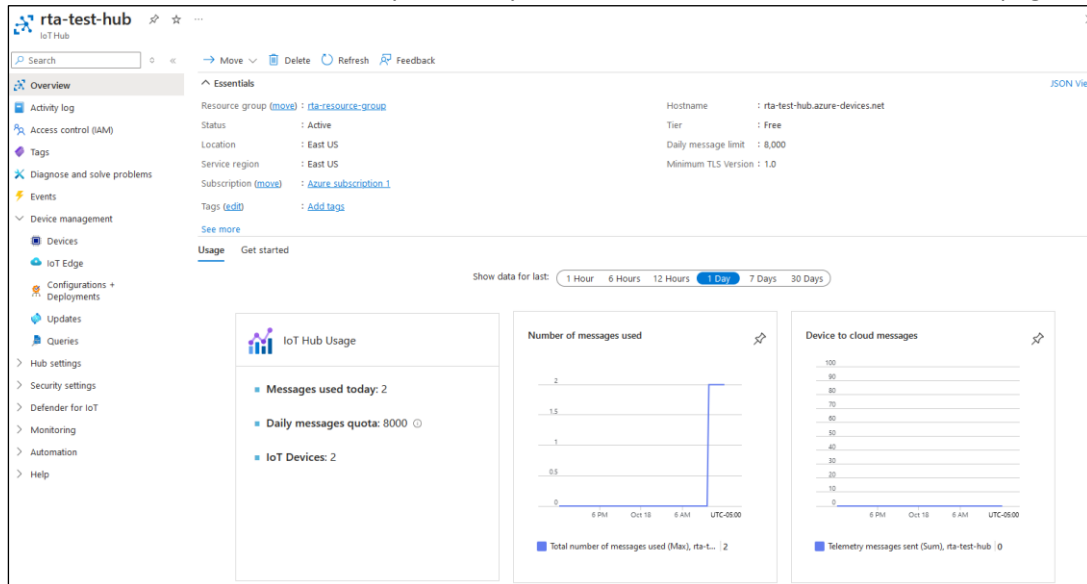 rta-test-hub
IoT Hub
Search
Overview
Activity log
Access control (IAM)
Tags
Diagnose and solve problems
Events
Device management
Devices
IoT Edge
Configurations +
Deployments
Updates
Queries
Hub settings
Security settings
Defender for IoT
Monitoring
Automation
Help
Move
Delete
Refresh
Feedback
Essentials
JSON Vie
Resource group (move) : rta-resource-group
Status : Active
Location : East US
Service region : East US
Subscription (move) : Azure subscription 1
Tags (edit) : Add tags
See more
Hostname : rta-test-hub.azure-devices.net
Tier : Free
Daily message limit : 8,000
Minimum TLS Version : 1.0
Usage Get started
Show data for last: 1 Hour 6 Hours 12 Hours 1 Day 7 Days 30 Days
IoT Hub Usage
Messages used today: 2
Daily messages quota: 8000
IoT Devices: 2
Number of messages used
2
1.5
1
0.5
0
6 PM Oct 18 6 AM UTC-05:00
Total number of messages used (Max), rta-t... 2
Device to cloud messages
100
90
80
70
60
50
40
30
20
10
0
6 PM Oct 18 6 AM UTC-05:00
Telemetry messages sent (Sum), rta-test-hub 0